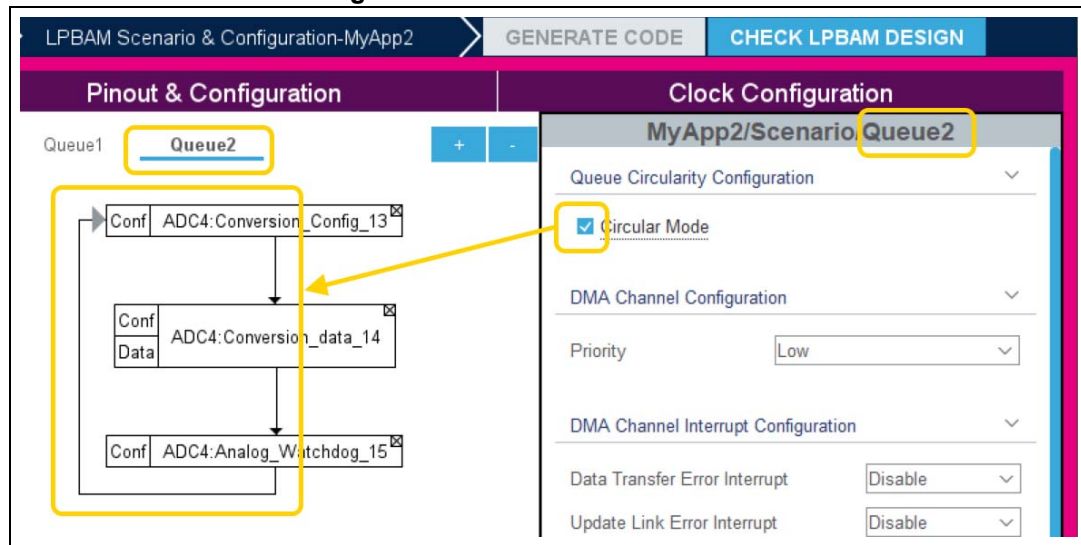 LPBAM Scenario & Configuration-MyApp2
GENERATE CODE
CHECK LPBAM DESIGN
Pinout & Configuration
Clock Configuration
Queue1
Queue2
+
-
MyApp2/Scenario/Queue2
Queue Circularity Configuration
Circular Mode
Conf ADC4:Conversion_Config_13
DMA Channel Configuration
Conf
Data
ADC4:Conversion_data_14
Priority
Low
DMA Channel Interrupt Configuration
Conf ADC4:Analog_Watchdog_15
Data Transfer Error Interrupt
Disable
Update Link Error Interrupt
Disable